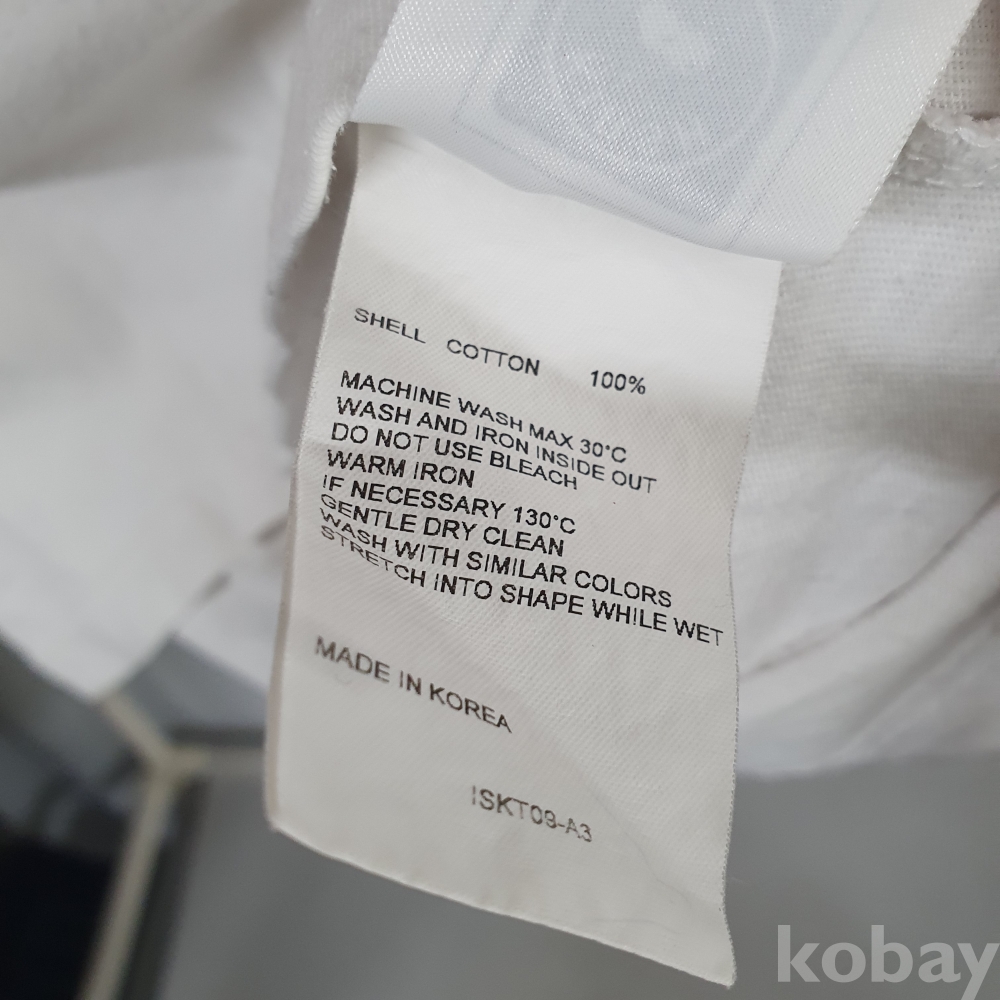 SHELL COTTON 100%
MACHINE WASH MAX 30°C
WASH AND IRON INSIDE OUT
DO NOT USE BLEACH
WARM IRON
IF NECESSARY 130°C
GENTLE DRY CLEAN
WASH WITH SIMILAR COLORS
STRETCH INTO SHAPE WHILE WET
MADE IN KOREA
ISKT09-A3
kobay